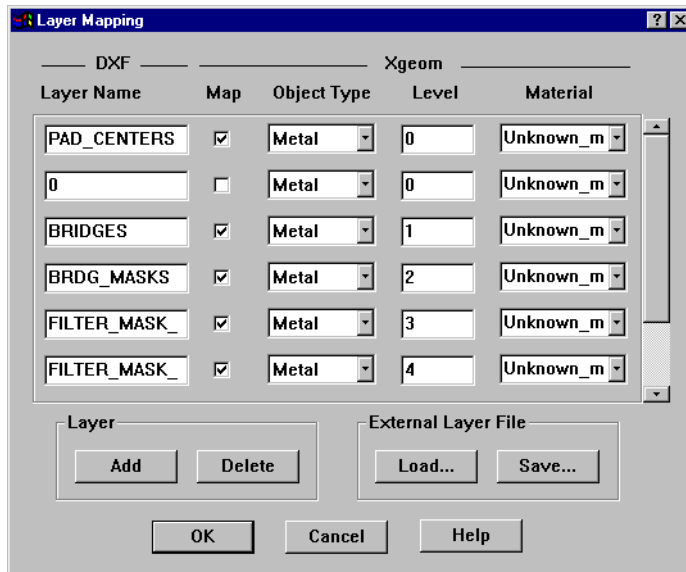 Layer Mapping
DXF Xgeom
Layer Name Map Object Type Level Material
PAD_CENTERS Metal 0 Unknown_m
0 Metal 0 Unknown_m
BRIDGES Metal 1 Unknown_m
BRDG_MASKS Metal 2 Unknown_m
FILTER_MASK_ Metal 3 Unknown_m
FILTER_MASK_ Metal 4 Unknown_m
Layer External Layer File
Add Delete Load... Save...
OK Cancel Help